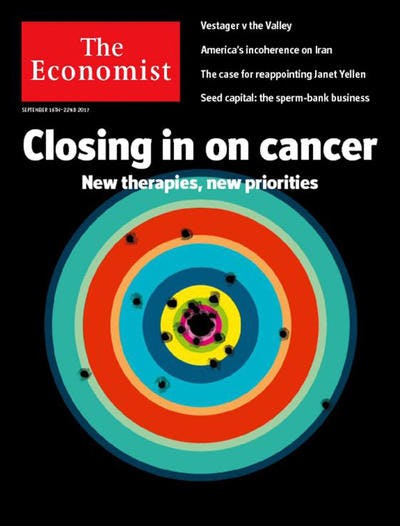 The
Economist
Vestager v the Valley
America's incoherence on Iran
The case for reappointing Janet Yellen
Seed capital: the sperm-bank business
SEPTEMBER 16TH–22ND 2017
Closing in on cancer
New therapies, new priorities